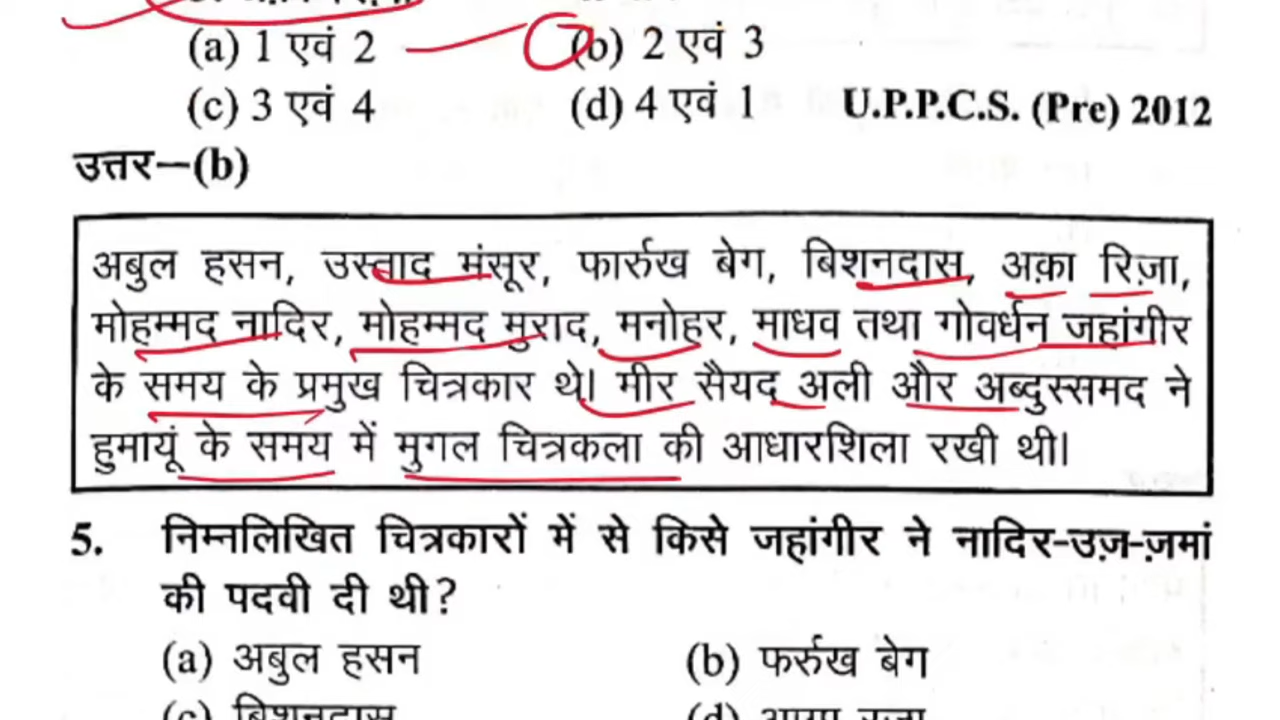 (a) 1 एवं 2 (b) 2 एवं 3
(c) 3 एवं 4 (d) 4 एवं 1 U.P.P.C.S. (Pre) 2012
उत्तर—(b)
अबुल हसन, उस्ताद मंसूर, फार्रुख बेग, बिशनदास, अक़ा रिज़ा,
मोहम्मद नादिर, मोहम्मद मुराद, मनोहर, माधव तथा गोवर्धन जहांगीर
के समय के प्रमुख चित्रकार थे। मीर सैयद अली और अब्दुस्समद ने
हुमायूं के समय में मुगल चित्रकला की आधारशिला रखी थी।
5. निम्नलिखित चित्रकारों में से किसे जहांगीर ने नादिर-उज़-ज़मां
की पदवी दी थी?
(a) अबुल हसन (b) फर्रुख बेग
(c) बिशनदास (d)